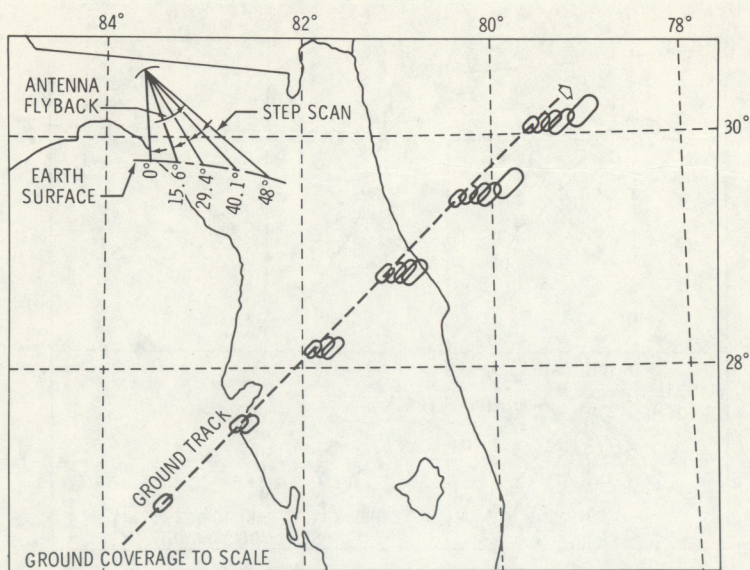 84° 82° 80° 78°
ANTENNA
FLYBACK
STEP SCAN
30°
EARTH
SURFACE
0° 15.6° 29.4° 40.1° 48°
28°
GROUND TRACK
GROUND COVERAGE TO SCALE